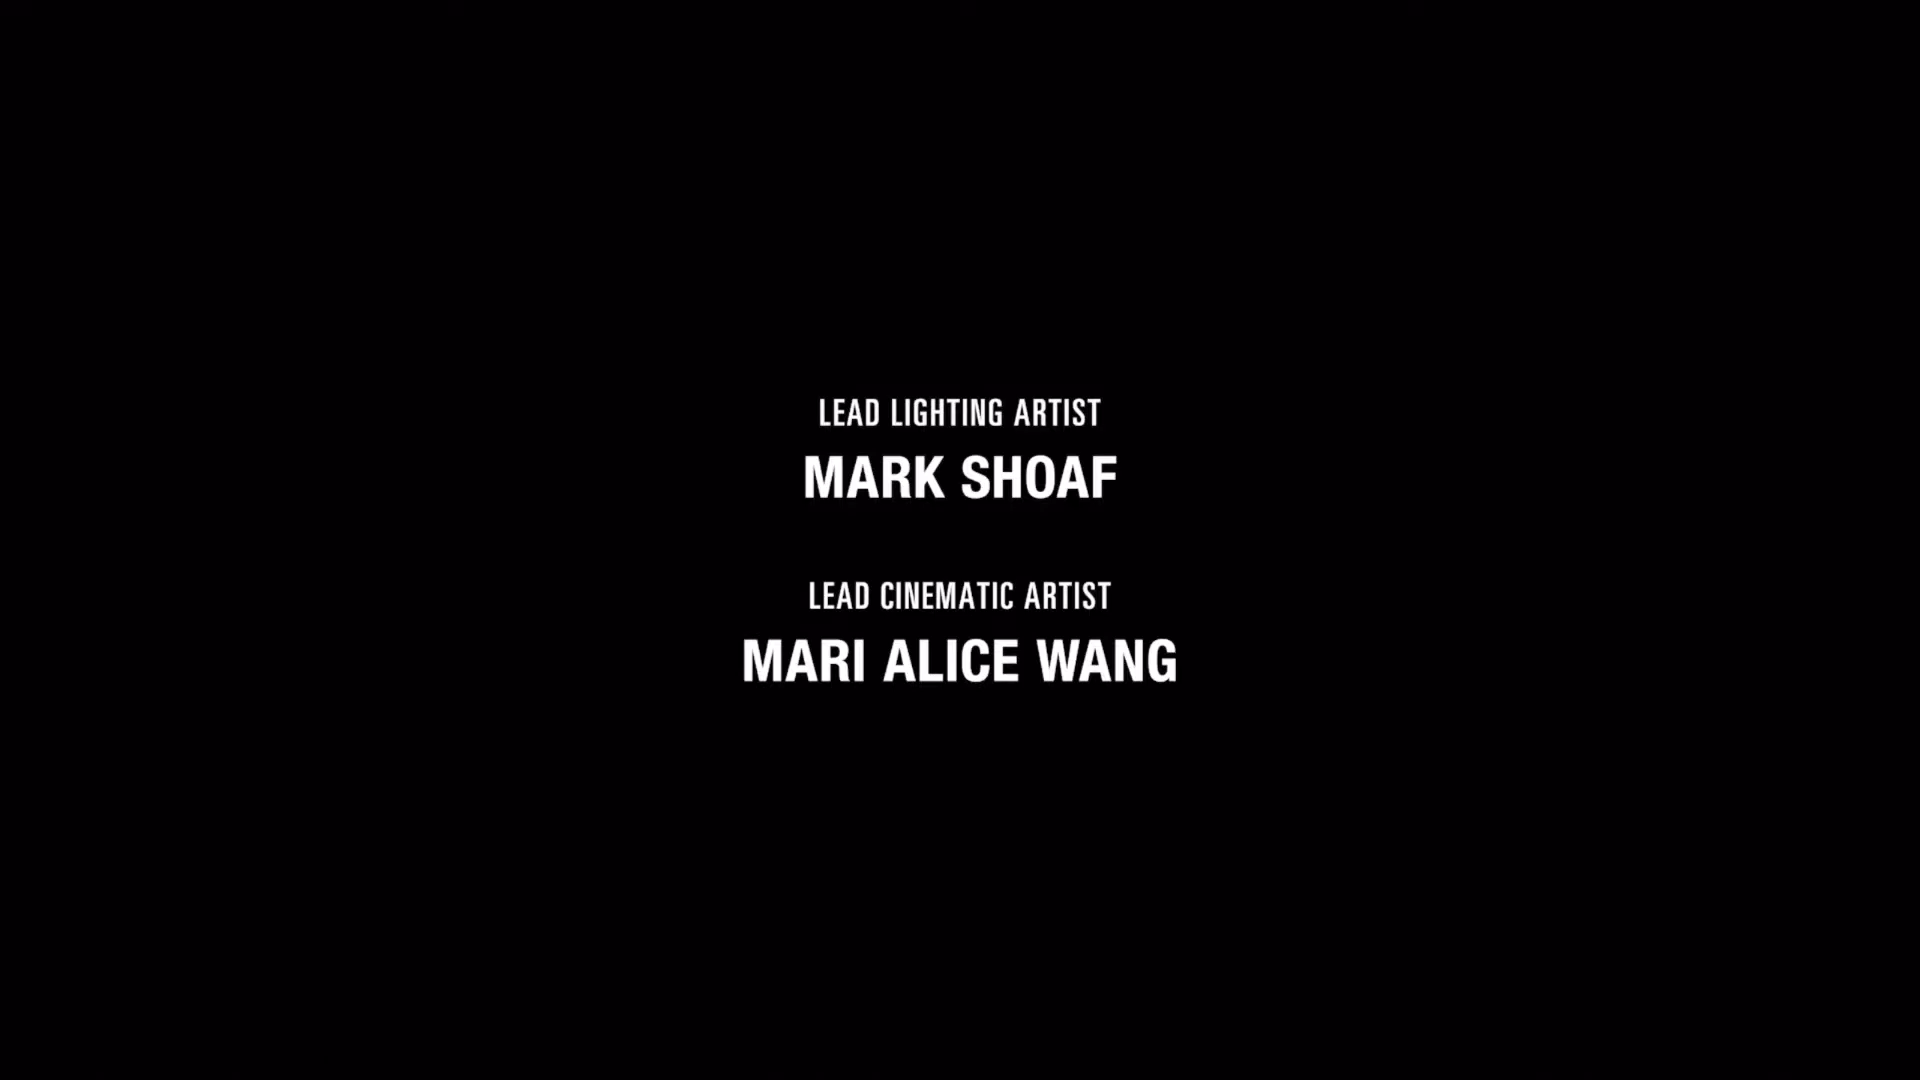 LEAD LIGHTING ARTIST
MARK SHOAF
LEAD CINEMATIC ARTIST
MARI ALICE WANG